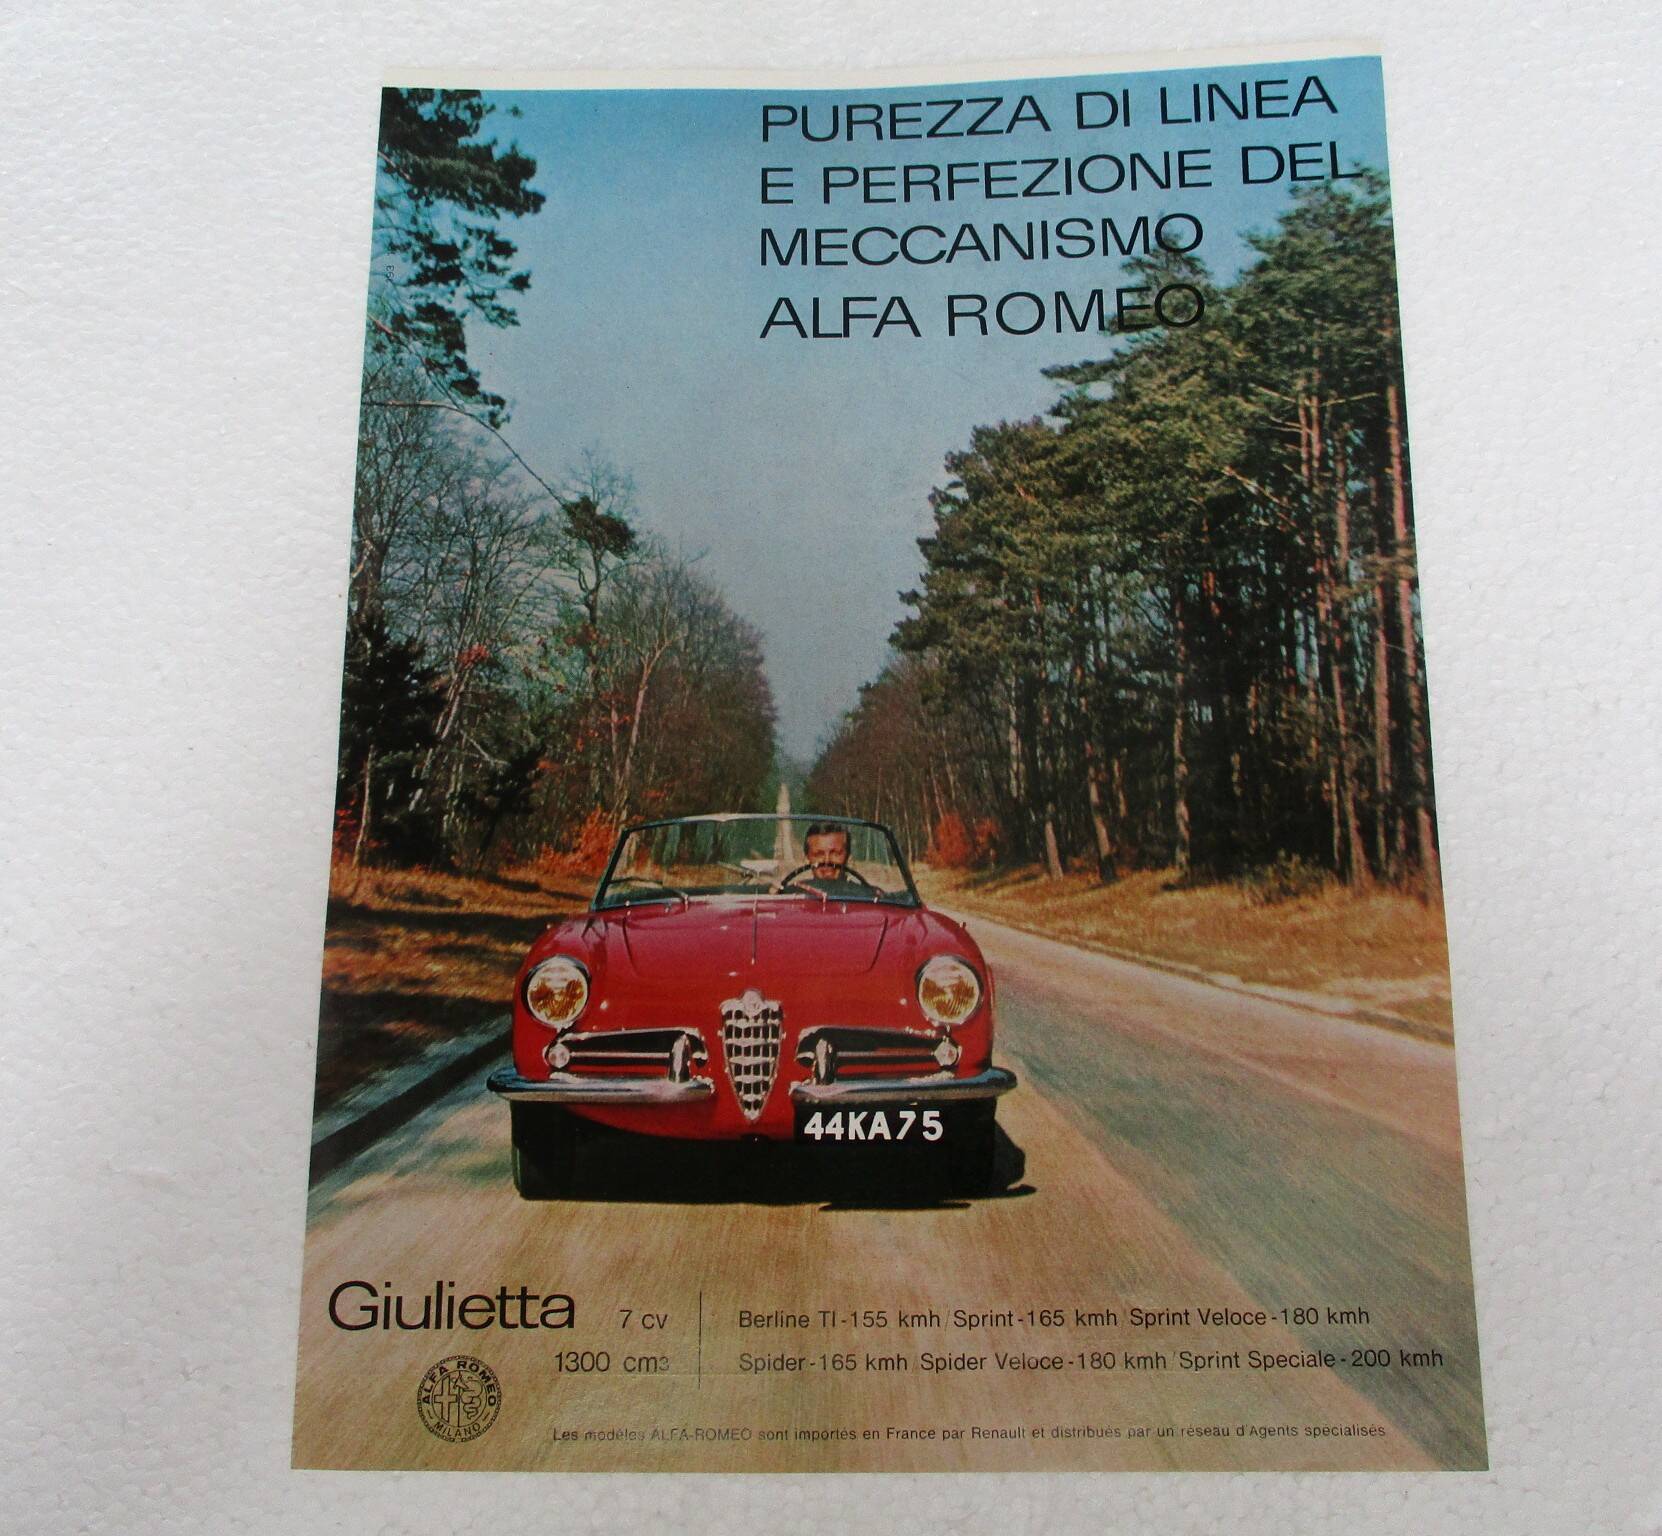 PUREZZA DI LINEA
E PERFEZIONE DEL
MECCANISMO
ALFA ROMEO
44KA75
Giulietta 7 cv
1300 cm3
Berline TI-155 kmh/Sprint-165 kmh/Sprint Veloce-180 kmh
Spider-165 kmh/Spider Veloce-180 kmh/Sprint Speciale-200 kmh
ALFA ROMEO
MILANO
Les modèles ALFA-ROMEO sont importés en France par Renault et distribués par un réseau d'Agents spécialisés